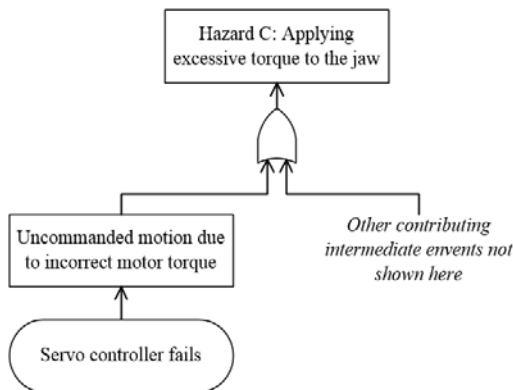 Hazard C: Applying
excessive torque to the jaw
Uncommanded motion due
to incorrect motor torque
Other contributing
intermediate envents not
shown here
Servo controller fails